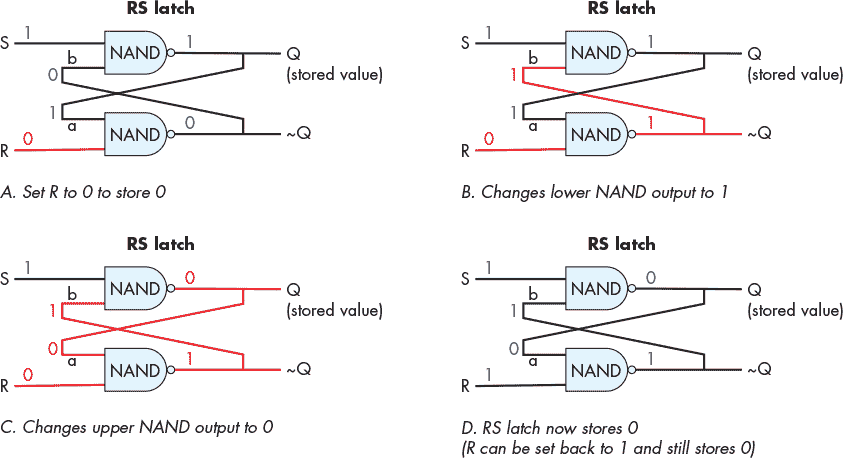 RS latch
S 1 1 Q
NAND
b
(stored value)
0
1
a
NAND
0 ~Q
R 0
A. Set R to 0 to store 0
RS latch
S 1 1 Q
NAND
b
(stored value)
1
1
a
NAND
1 ~Q
R 0
B. Changes lower NAND output to 1
RS latch
S 1 0 Q
NAND
b
(stored value)
1
0
a
NAND
1 ~Q
R 0
C. Changes upper NAND output to 0
RS latch
S 1 0 Q
NAND
b
(stored value)
1
0
a
NAND
1 ~Q
R 1
D. RS latch now stores 0
(R can be set back to 1 and still stores 0)